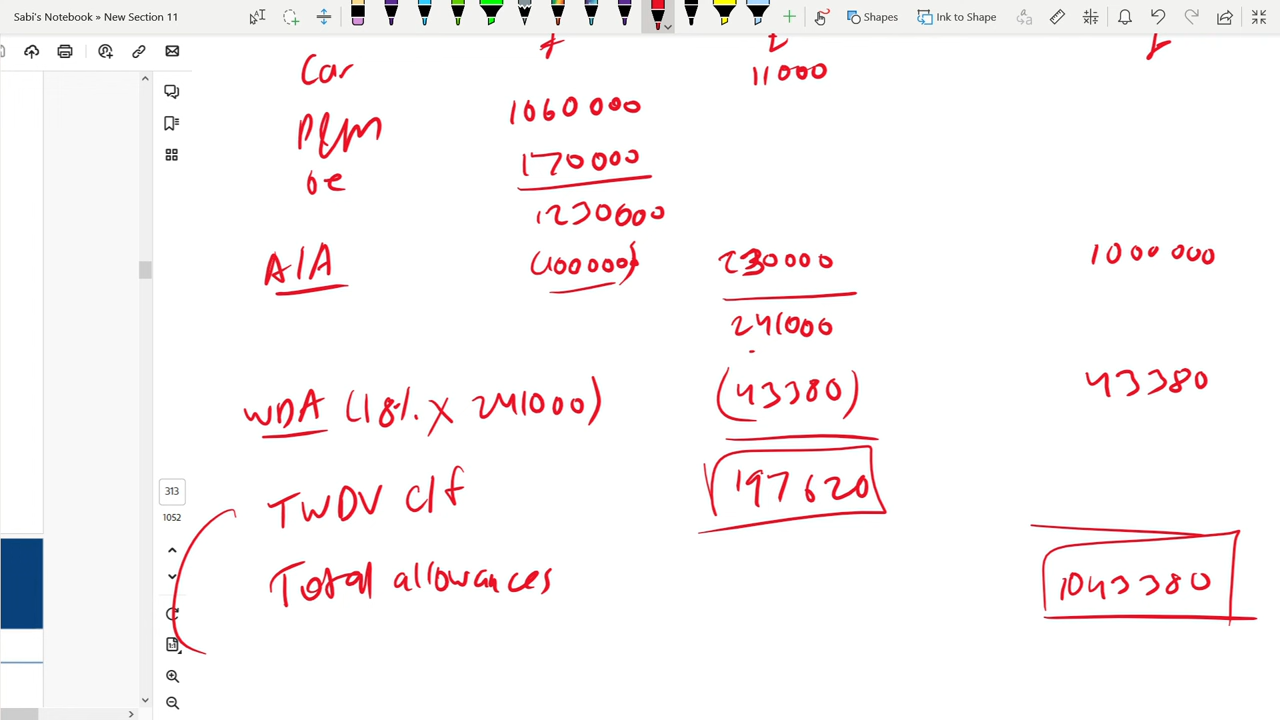 Sabi's Notebook » New Section 11
Shapes
Ink to Shape
£ £ £
Car 11000
P&m 1060000
oe 170000
1230000
AIA (1000000) 230000 1000000
241000
WDA (18% x 241000) (43380) 43380
TWDV c/f 197620
Total allowances 1043380
313
1052